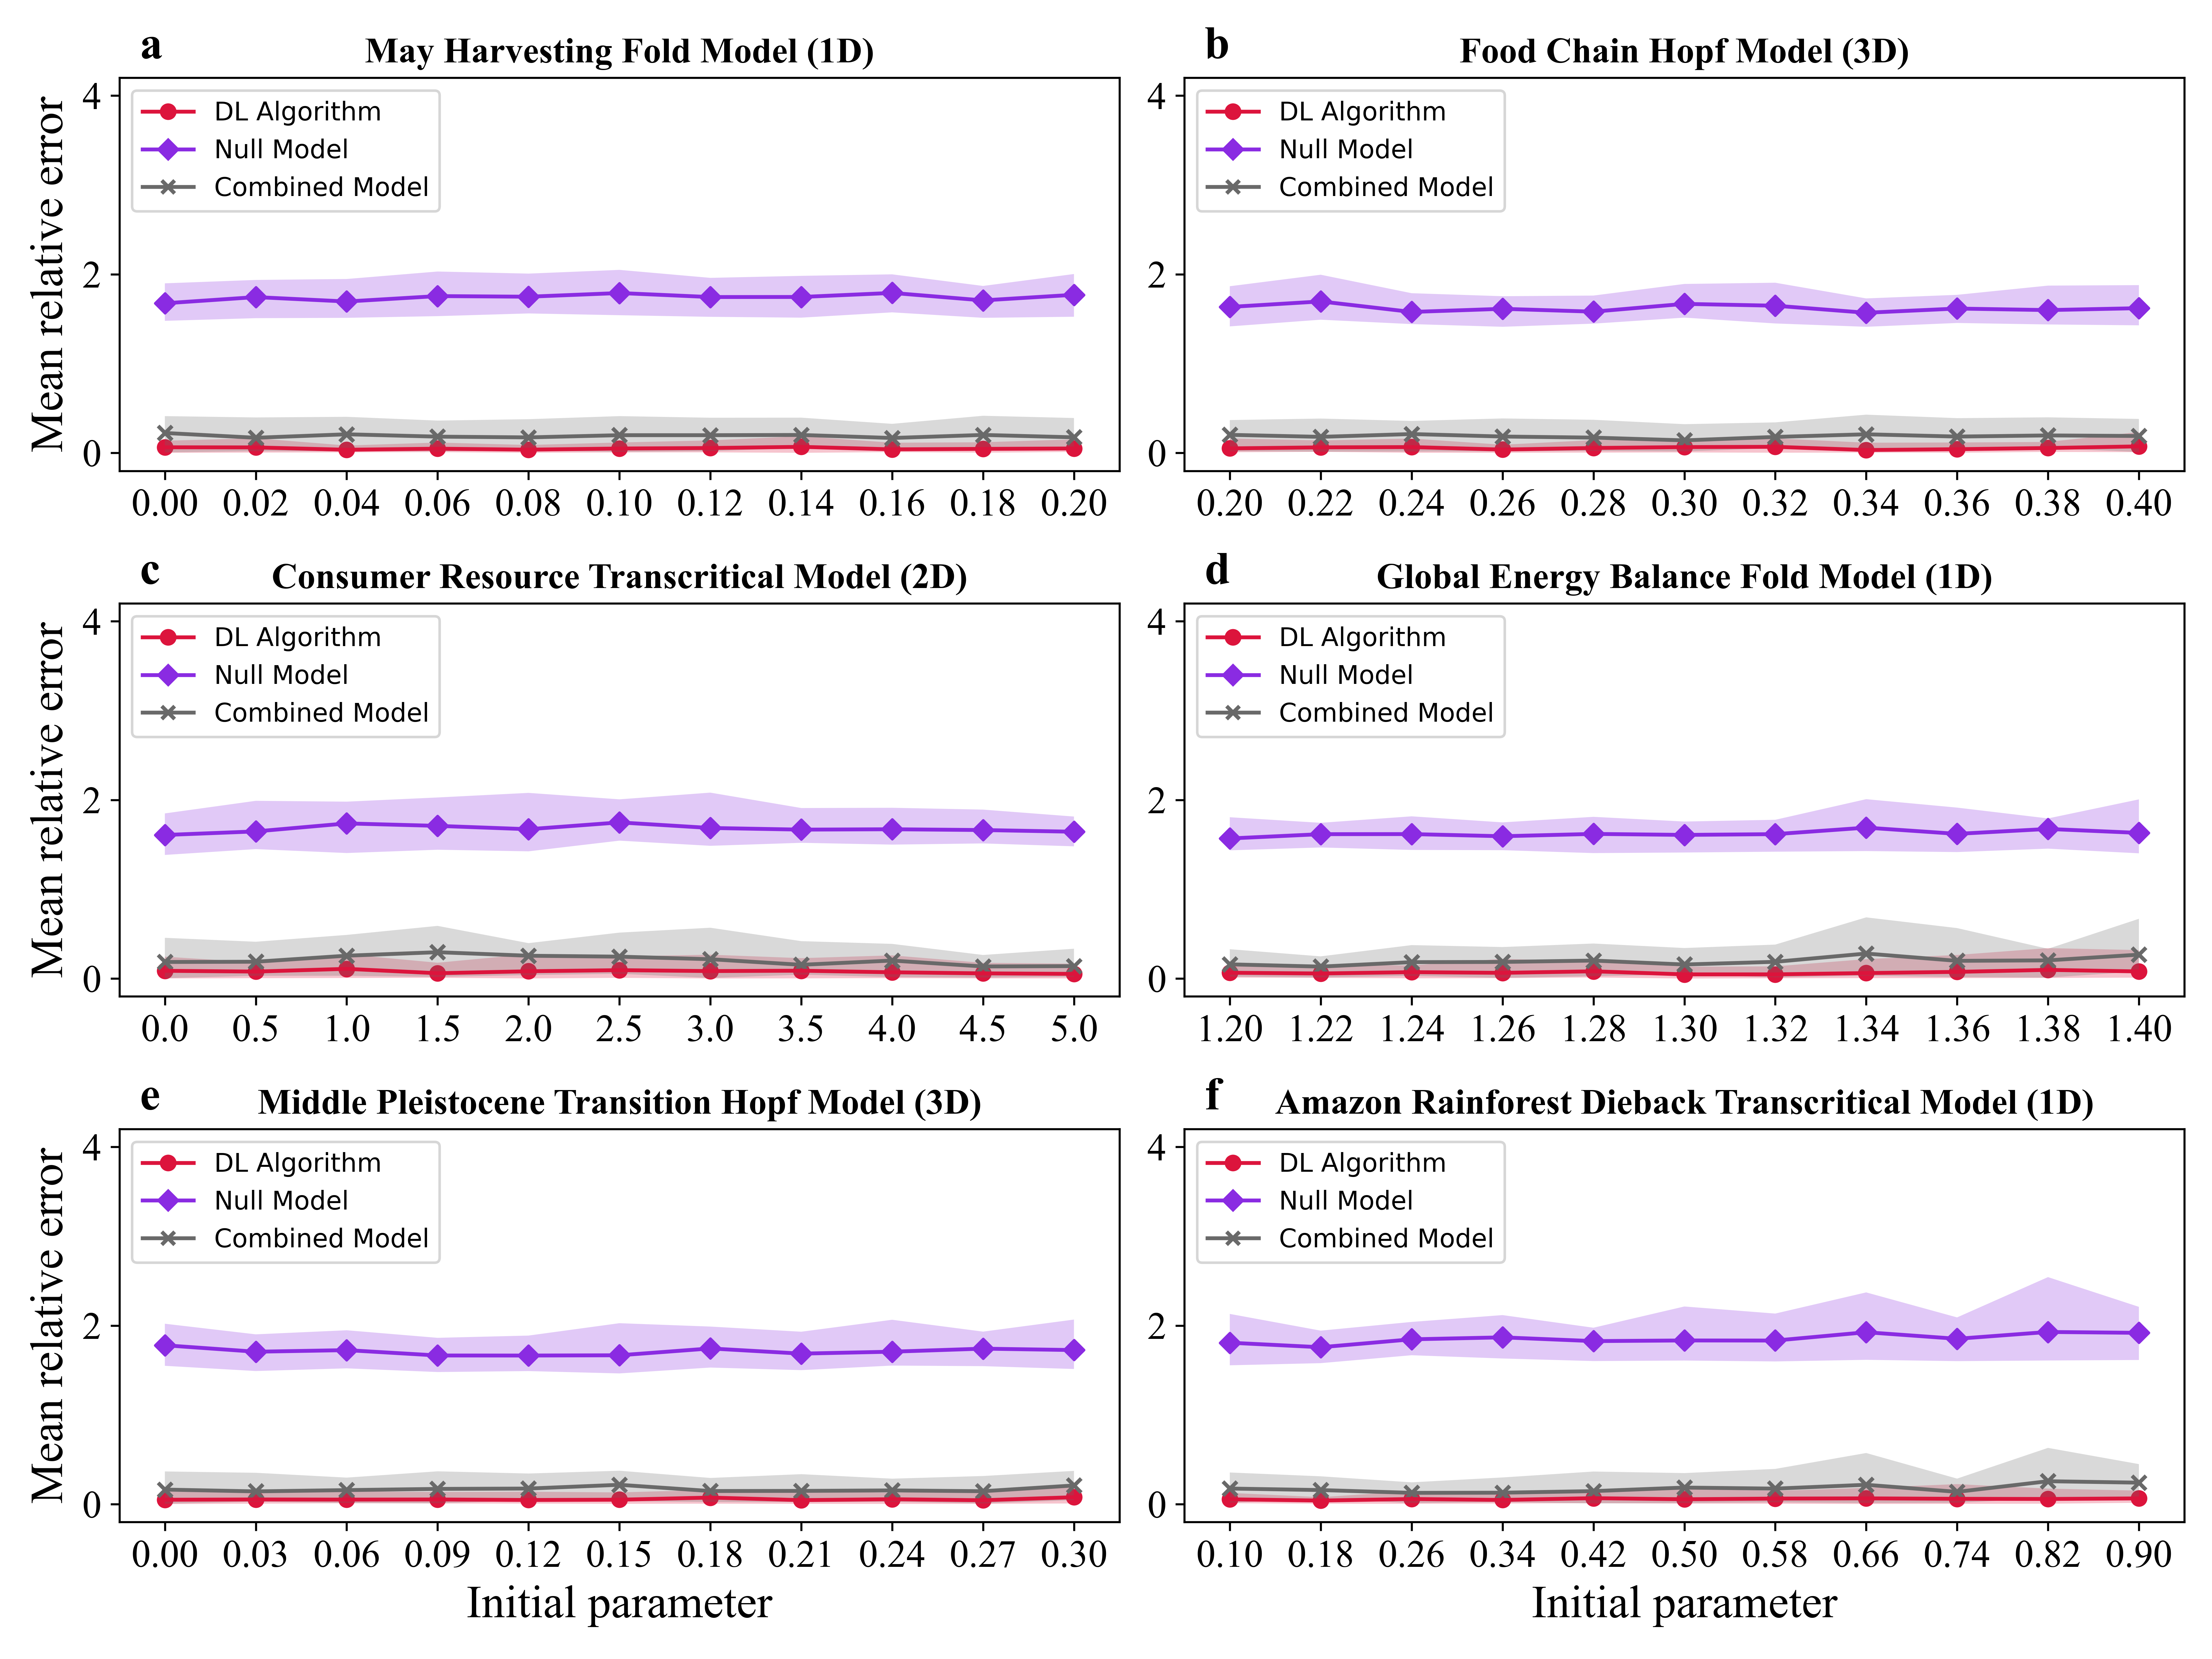 a May Harvesting Fold Model (1D)
DL Algorithm
Null Model
Combined Model
Mean relative error
4
2
0
0.00 0.02 0.04 0.06 0.08 0.10 0.12 0.14 0.16 0.18 0.20
b Food Chain Hopf Model (3D)
DL Algorithm
Null Model
Combined Model
4
2
0
0.20 0.22 0.24 0.26 0.28 0.30 0.32 0.34 0.36 0.38 0.40
c Consumer Resource Transcritical Model (2D)
DL Algorithm
Null Model
Combined Model
Mean relative error
4
2
0
0.0 0.5 1.0 1.5 2.0 2.5 3.0 3.5 4.0 4.5 5.0
d Global Energy Balance Fold Model (1D)
DL Algorithm
Null Model
Combined Model
4
2
0
1.20 1.22 1.24 1.26 1.28 1.30 1.32 1.34 1.36 1.38 1.40
e Middle Pleistocene Transition Hopf Model (3D)
DL Algorithm
Null Model
Combined Model
Mean relative error
4
2
0
0.00 0.03 0.06 0.09 0.12 0.15 0.18 0.21 0.24 0.27 0.30
Initial parameter
f Amazon Rainforest Dieback Transcritical Model (1D)
DL Algorithm
Null Model
Combined Model
4
2
0
0.10 0.18 0.26 0.34 0.42 0.50 0.58 0.66 0.74 0.82 0.90
Initial parameter